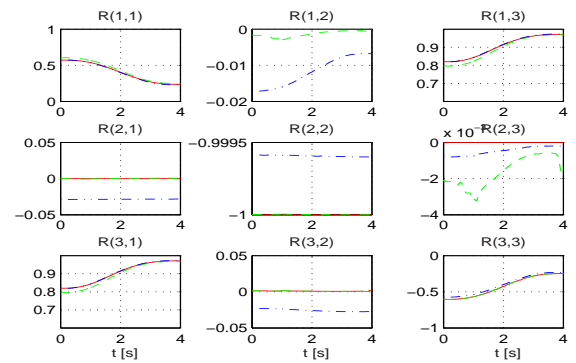 R(1,1) R(1,2) R(1,3)
1 0.5 0 0 2 4
0 −0.01 −0.02 0 2 4
0.9 0.8 0.7 0 2 4
R(2,1) R(2,2) R(2,3)
0.05 0 −0.05 0 2 4
−0.9995 −1 0 2 4
0 −2 −4 0 2 4
R(3,1) R(3,2) R(3,3)
0.9 0.8 0.7 0 2 4
0.05 0 −0.05 0 2 4
0 −0.5 −1 0 2 4
t [s] t [s] t [s]